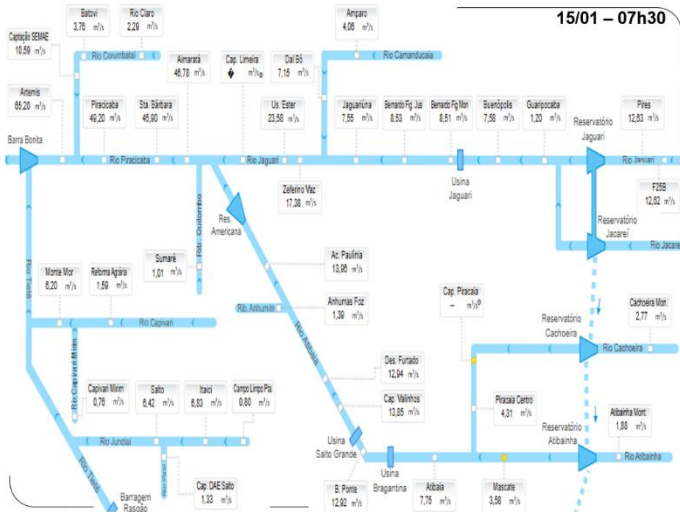 15/01 – 07h30
Batovi
3,76 m³/s
Rio Claro
2,29 m³/s
Amparo
4,06 m³/s
Captação SEMAE
10,59 m³/s
Rio Corumbataí
Rio Camanducaia
Artemis
65,20 m³/s
Piracicaba
49,20 m³/s
Sta. Bárbara
45,90 m³/s
Atibaratá
46,78 m³/s
Cap. Limeira
� m³/s
Us. Ester
23,58 m³/s
Dal Bó
7,15 m³/s
Jaguariúna
7,55 m³/s
Bernardo Fig. Jus
8,53 m³/s
Bernardo Fig Mon
8,51 m³/s
Buenópolis
7,58 m³/s
Guaripocaba
1,20 m³/s
Reservatório
Jaguari
Pires
12,63 m³/s
Barra Bonita
Rio Piracicaba
Rio Jaguari
Usina
Jaguari
Rio Jaguari
Zeferino Vaz
17,38 m³/s
F25B
12,62 m³/s
Res.
Americana
Rib. Quilombo
Reservatório
Jacareí
Rio Jacareí
Sumaré
1,01 m³/s
Ac. Paulínia
13,96 m³/s
Rio Tietê
Monte Mor
6,20 m³/s
Reforma Agrária
1,59 m³/s
Rib. Anhumas
Anhumas Foz
1,39 m³/s
Rio Atibaia
Cap. Piracaia
– m³/s
Reservatório
Cachoeira
Cachoeira Mon.
2,77 m³/s
Rio Capivari
Rio Cachoeira
Rio Capivari Mirim
Des. Furtado
12,94 m³/s
Capivari Mirim
0,76 m³/s
Salto
6,42 m³/s
Itaici
6,83 m³/s
Campo Limpo Pta.
0,80 m³/s
Cap. Valinhos
13,85 m³/s
Piracaia Centro
4,31 m³/s
Reservatório
Atibainha
Atibainha Mont.
1,88 m³/s
Rio Jundiaí
Usina
Salto Grande
Rio Atibainha
Rio Piraí
Rio Tietê
Cap. DAE Salto
1,33 m³/s
Barragem
Rasgão
B. Ponte
12,92 m³/s
Usina
Bragantina
Atibaia
7,76 m³/s
Mascate
3,58 m³/s